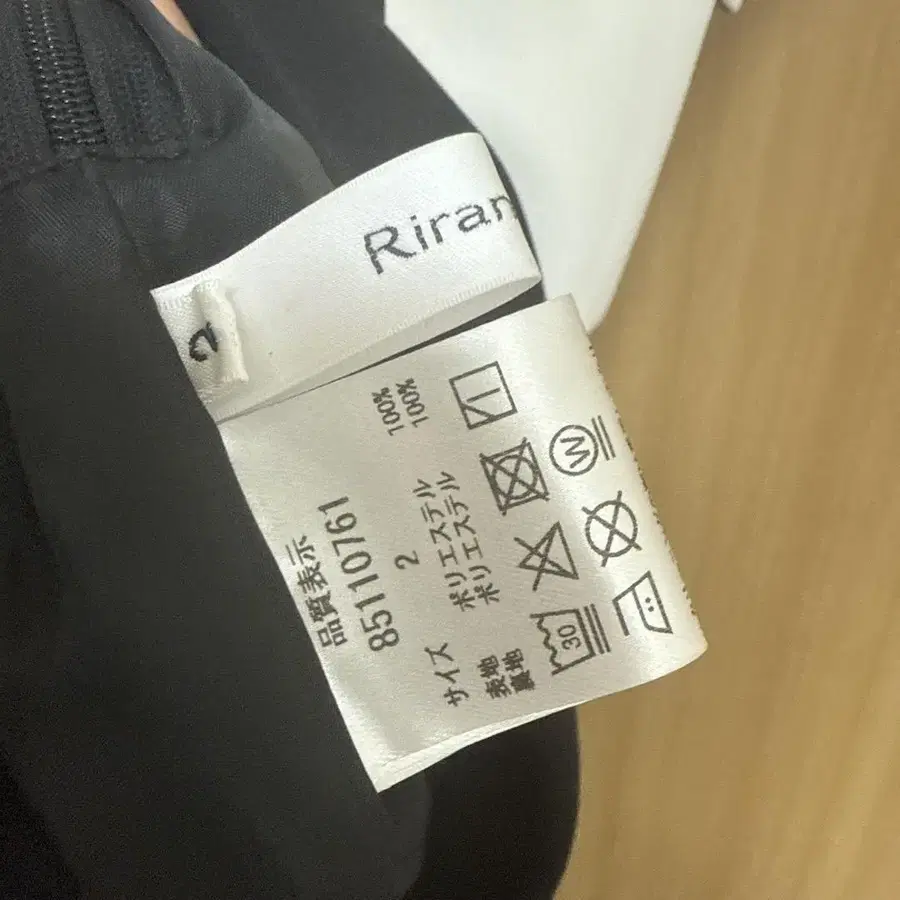 Riran
2
品質表示
85110761
サイズ 2
表地 ポリエステル 100%
裏地 ポリエステル 100%
30
W